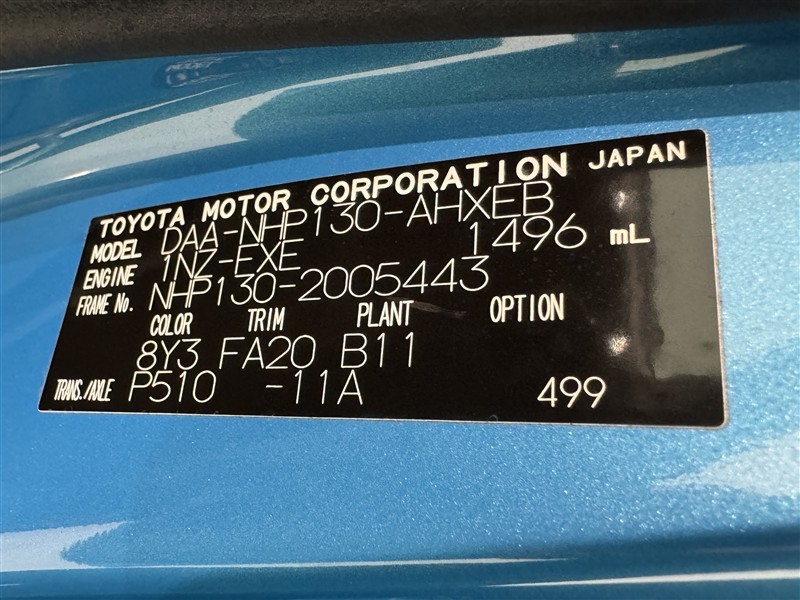 TOYOTA MOTOR CORPORATION JAPAN
MODEL DAA-NHP130-AHXEB
ENGINE 1NZ-EXE 1496 mL
FRAME No. NHP130-2005443
COLOR TRIM PLANT OPTION
8Y3 FA20 B11
TRANS./AXLE P510 -11A 499